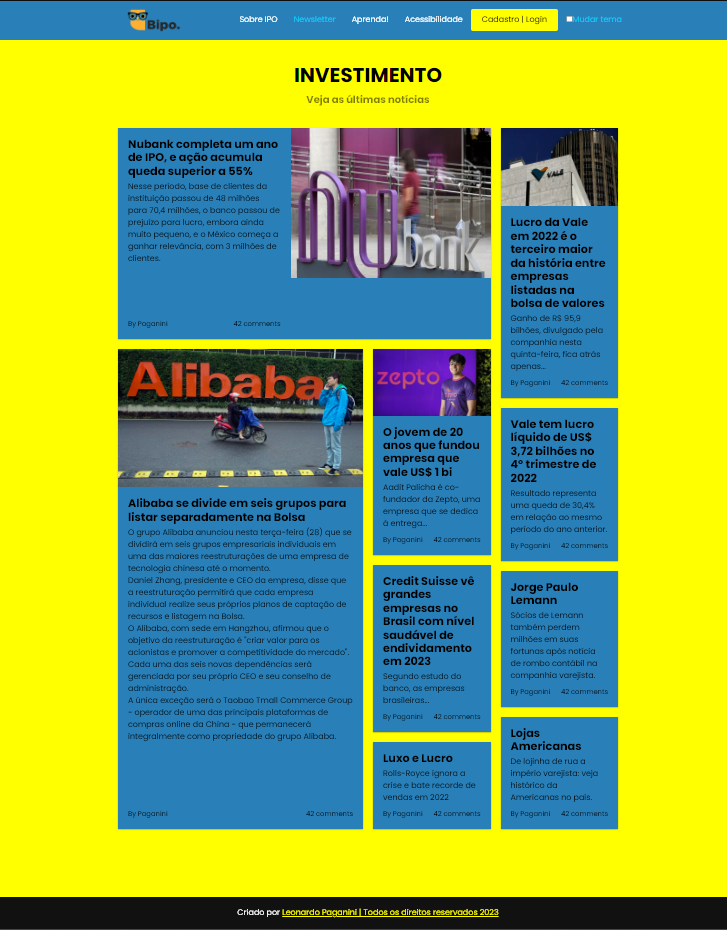 Bipo.
Sobre IPO
Newsletter
Aprenda!
Acessibilidade
Cadastro | Login
Mudar tema
INVESTIMENTO
Veja as últimas notícias
Nubank completa um ano
de IPO, e ação acumula
queda superior a 55%
Nesse período, base de clientes da
instituição passou de 48 milhões
para 70,4 milhões, o banco passou de
prejuízo para lucro, embora ainda
muito pequeno, e o México começa a
ganhar relevância, com 3 milhões de
clientes.
By Paganini
42 comments
nu
bank
VALE
Lucro da Vale
em 2022 é o
terceiro maior
da história entre
empresas
listadas na
bolsa de valores
Ganho de R$ 95,9
bilhões, divulgado pela
companhia nesta
quinta-feira, fica atrás
apenas...
By Paganini
42 comments
Alibaba
Alibaba se divide em seis grupos para
listar separadamente na Bolsa
O grupo Alibaba anunciou nesta terça-feira (28) que se
dividirá em seis grupos empresariais individuais em
uma das maiores reestruturações de uma empresa de
tecnologia chinesa até o momento.
Daniel Zhang, presidente e CEO da empresa, disse que
a reestruturação permitirá que cada empresa
individual realize seus próprios planos de captação de
recursos e listagem na Bolsa.
O Alibaba, com sede em Hangzhou, afirmou que o
objetivo da reestruturação é "criar valor para os
acionistas e promover a competitividade do mercado".
Cada uma das seis novas dependências será
gerenciada por seu próprio CEO e seu conselho de
administração.
A única exceção será o Taobao Tmall Commerce Group
- operador de uma das principais plataformas de
compras online da China - que permanecerá
integralmente como propriedade do grupo Alibaba.
By Paganini
42 comments
zepto
O jovem de 20
anos que fundou
empresa que
vale US$ 1 bi
Aadit Palicha é co-
fundador da Zepto, uma
empresa que se dedica
à entrega...
By Paganini
42 comments
Credit Suisse vê
grandes
empresas no
Brasil com nível
saudável de
endividamento
em 2023
Segundo estudo do
banco, as empresas
brasileiras...
By Paganini
42 comments
Luxo e Lucro
Rolls-Royce ignora a
crise e bate recorde de
vendas em 2022
By Paganini
42 comments
Vale tem lucro
líquido de US$
3,72 bilhões no
4º trimestre de
2022
Resultado representa
uma queda de 30,4%
em relação ao mesmo
período do ano anterior.
By Paganini
42 comments
Jorge Paulo
Lemann
Sócios de Lemann
também perdem
milhões em suas
fortunas após notícia
de rombo contábil na
companhia varejista.
By Paganini
42 comments
Lojas
Americanas
De lojinha de rua a
império varejista: veja
histórico da
Americanas no país.
By Paganini
42 comments
Criado por Leonardo Paganini | Todos os direitos reservados 2023